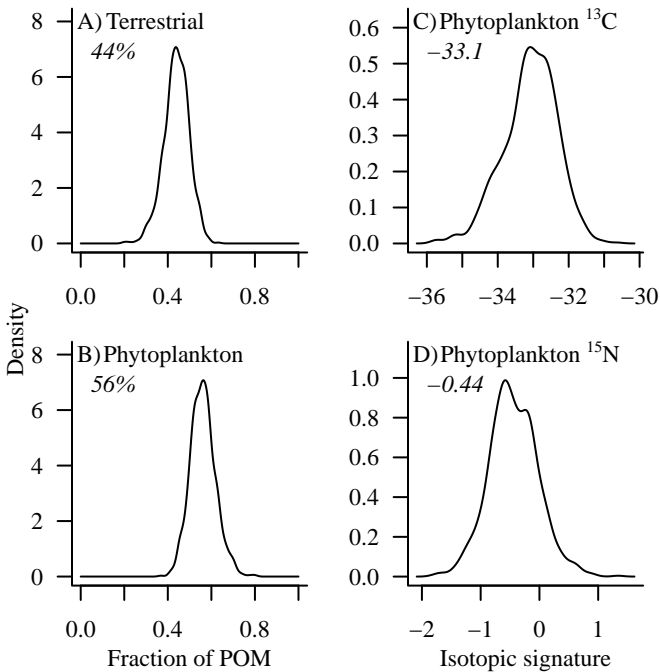 A) Terrestrial
44%
8
6
4
2
0
0.0 0.4 0.8
C) Phytoplankton ¹³C
−33.1
0.6
0.5
0.4
0.3
0.2
0.1
0.0
−36 −34 −32 −30
Density
B) Phytoplankton
56%
8
6
4
2
0
0.0 0.4 0.8
Fraction of POM
D) Phytoplankton ¹⁵N
−0.44
1.0
0.8
0.6
0.4
0.2
0.0
−2 −1 0 1
Isotopic signature